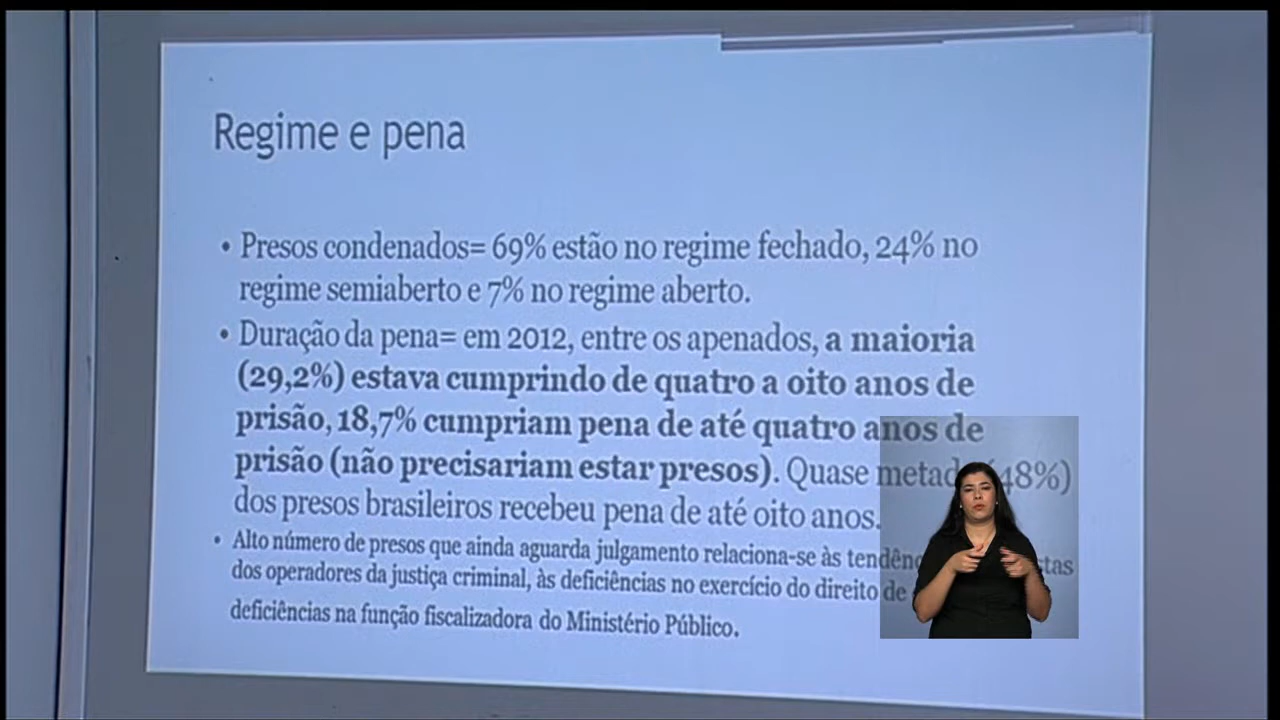 Regime e pena
• Presos condenados= 69% estão no regime fechado, 24% no
regime semiaberto e 7% no regime aberto.
• Duração da pena= em 2012, entre os apenados, a maioria
(29,2%) estava cumprindo de quatro a oito anos de
prisão, 18,7% cumpriam pena de até quatro anos de
prisão (não precisariam estar presos). Quase metade (48%)
dos presos brasileiros recebeu pena de até oito anos.
• Alto número de presos que ainda aguarda julgamento relaciona-se às
dos operadores da justiça criminal, às deficiências no exercício do direito de
deficiências na função fiscalizadora do Ministério Público.